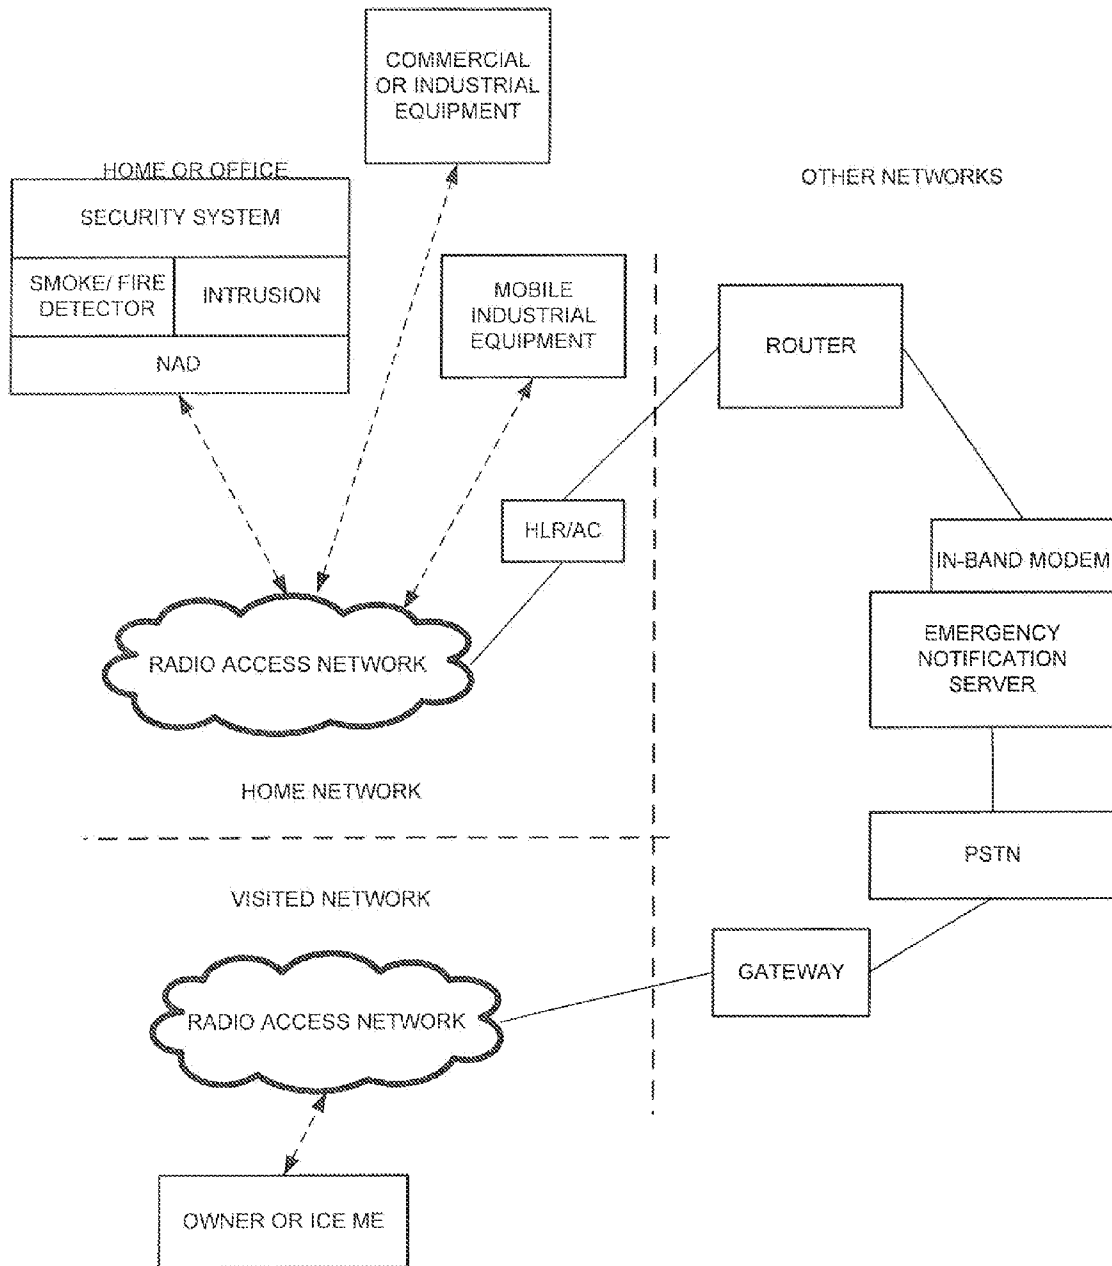 COMMERCIAL
OR INDUSTRIAL
EQUIPMENT
HOME OR OFFICE
OTHER NETWORKS
SECURITY SYSTEM
SMOKE/ FIRE
DETECTOR
INTRUSION
NAD
MOBILE
INDUSTRIAL
EQUIPMENT
ROUTER
HLR/AC
IN-BAND MODEM
EMERGENCY
NOTIFICATION
SERVER
RADIO ACCESS NETWORK
HOME NETWORK
PSTN
VISITED NETWORK
GATEWAY
RADIO ACCESS NETWORK
OWNER OR ICE ME